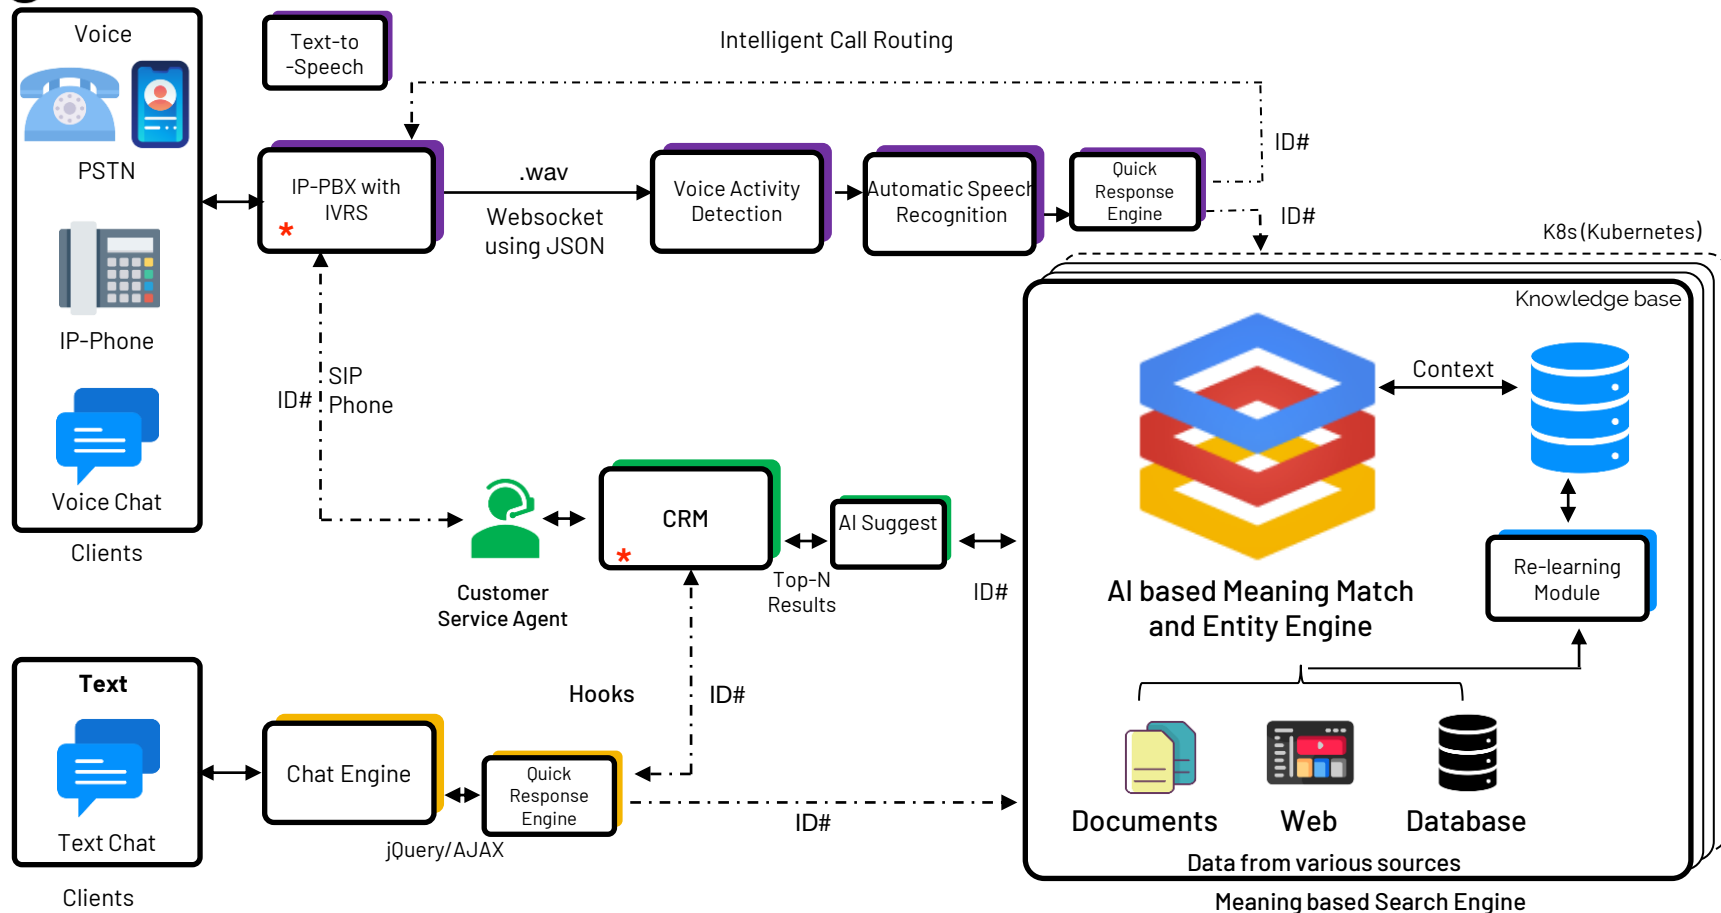 Voice
PSTN
IP-Phone
Voice Chat
Clients
Text-to
-Speech
Intelligent Call Routing
IP-PBX with
IVRS
*
.wav
Websocket
using JSON
Voice Activity
Detection
Automatic Speech
Recognition
Quick
Response
Engine
ID#
ID#
K8s (Kubernetes)
Knowledge base
Context
AI based Meaning Match
and Entity Engine
Re-learning
Module
Documents
Web
Database
Data from various sources
Meaning based Search Engine
ID#
SIP
Phone
Customer
Service Agent
CRM
*
Top-N
Results
AI Suggest
ID#
Hooks
ID#
Text
Text Chat
Clients
Chat Engine
jQuery/AJAX
Quick
Response
Engine
ID#